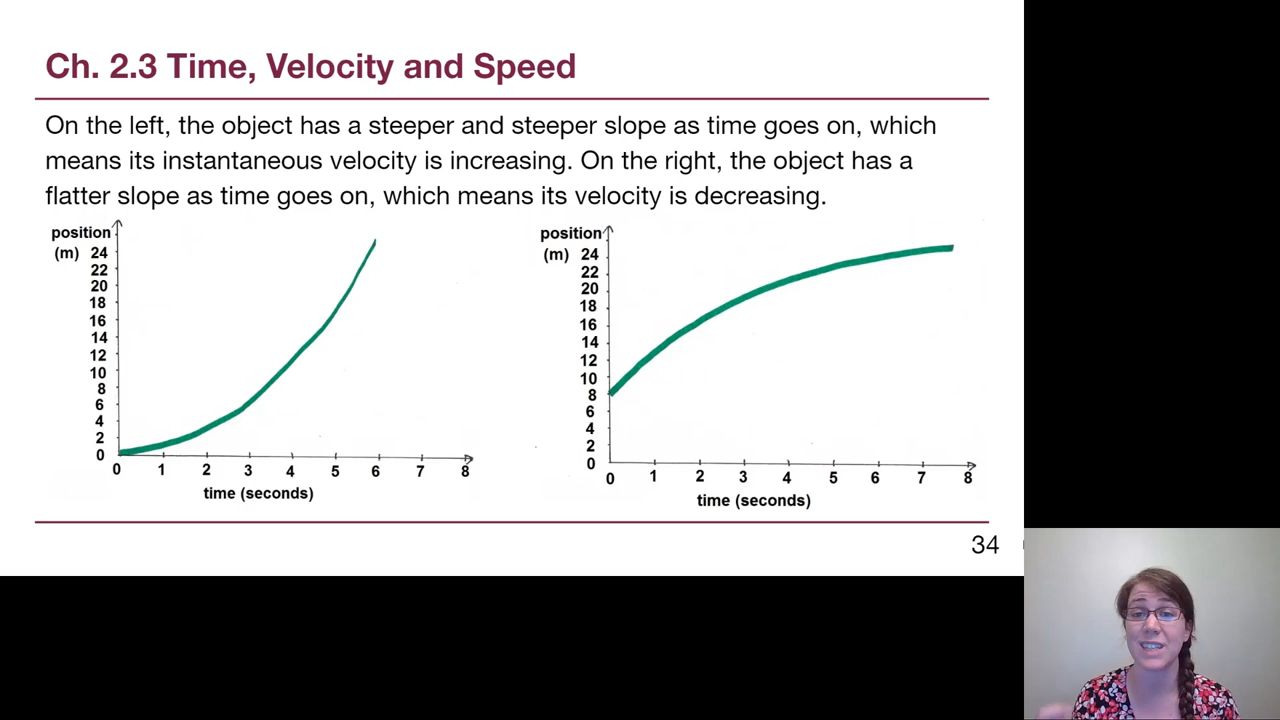 Ch. 2.3 Time, Velocity and Speed
On the left, the object has a steeper and steeper slope as time goes on, which
means its instantaneous velocity is increasing. On the right, the object has a
flatter slope as time goes on, which means its velocity is decreasing.
position
(m) 24
22
20
18
16
14
12
10
8
6
4
2
0
0 1 2 3 4 5 6 7 8
time (seconds)
position
(m) 24
22
20
18
16
14
12
10
8
6
4
2
0
0 1 2 3 4 5 6 7 8
time (seconds)
34